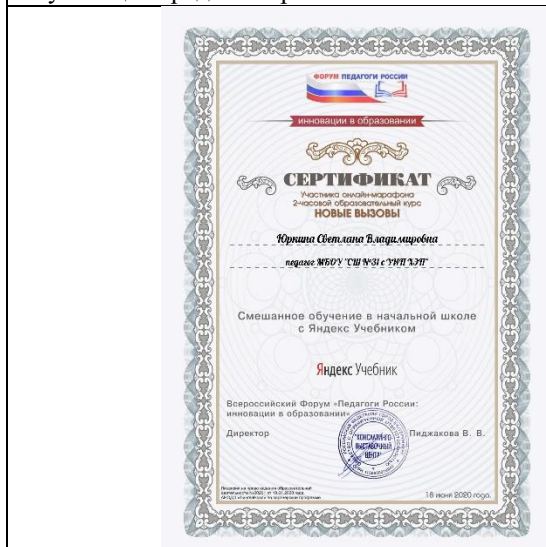 ФОРУМ ПЕДАГОГИ РОССИИ
ИННОВАЦИИ В ОБРАЗОВАНИИ
СЕРТИФИКАТ
Участника онлайн-марафона
2-часовой образовательный курс
НОВЫЕ ВЫЗОВЫ
Юркина Светлана Владимировна
педагог МБОУ "СШ №31 с УИП ХЭП"
Смешанное обучение в начальной школе
с Яндекс Учебником
Яндекс Учебник
Всероссийский Форум «Педагоги России:
инновации в образовании»
Директор
Пиджакова В. В.
18 июня 2020 года.